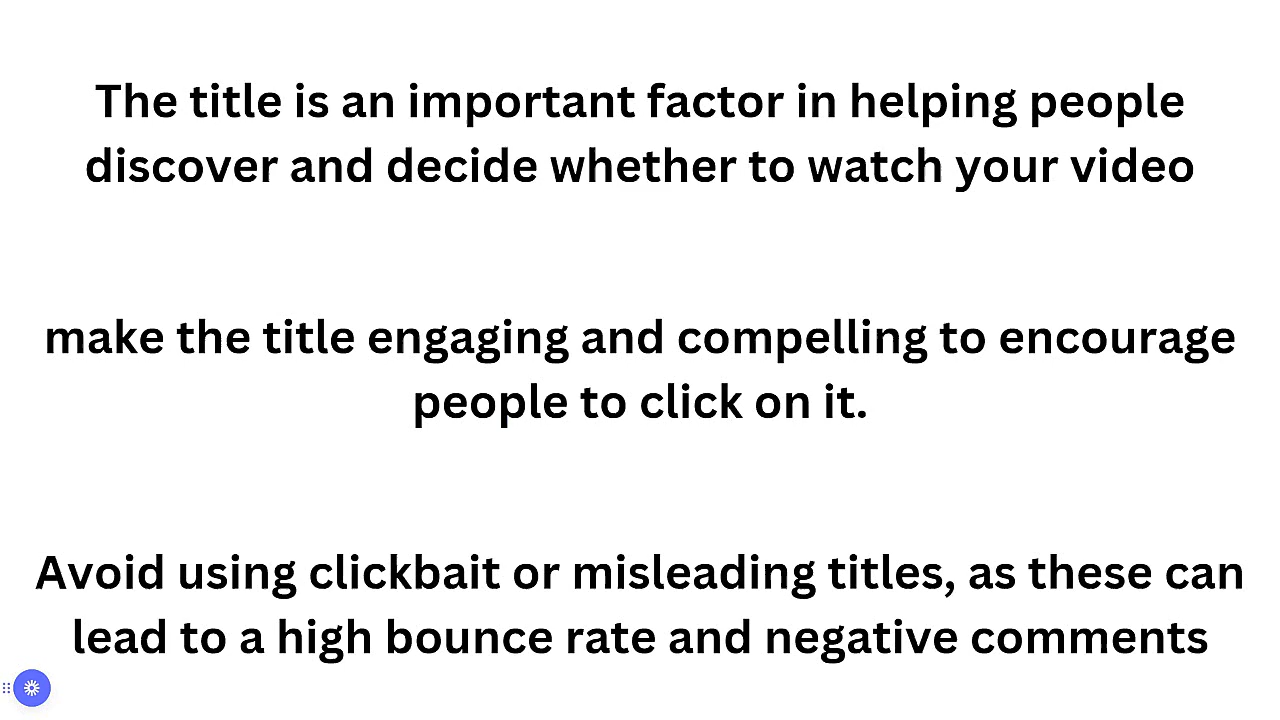 The title is an important factor in helping people
discover and decide whether to watch your video
make the title engaging and compelling to encourage
people to click on it.
Avoid using clickbait or misleading titles, as these can
lead to a high bounce rate and negative comments